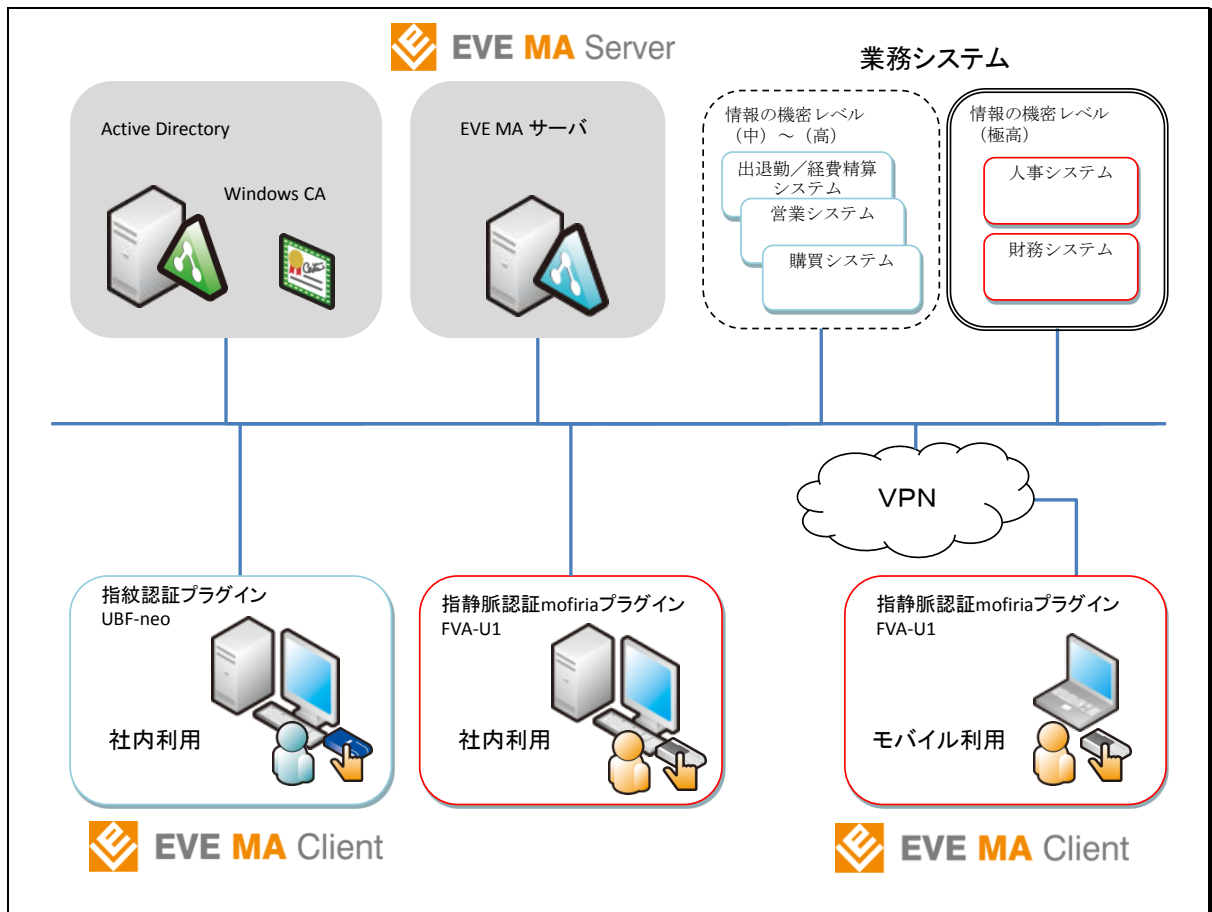 EVE MA Server
業務システム
Active Directory
Windows CA
EVE MA サーバ
情報の機密レベル
（中）～（高）
出退勤／経費精算
システム
営業システム
購買システム
情報の機密レベル
（極高）
人事システム
財務システム
VPN
指紋認証プラグイン
UBF-neo
社内利用
指静脈認証mofiriaプラグイン
FVA-U1
社内利用
指静脈認証mofiriaプラグイン
FVA-U1
モバイル利用
EVE MA Client
EVE MA Client